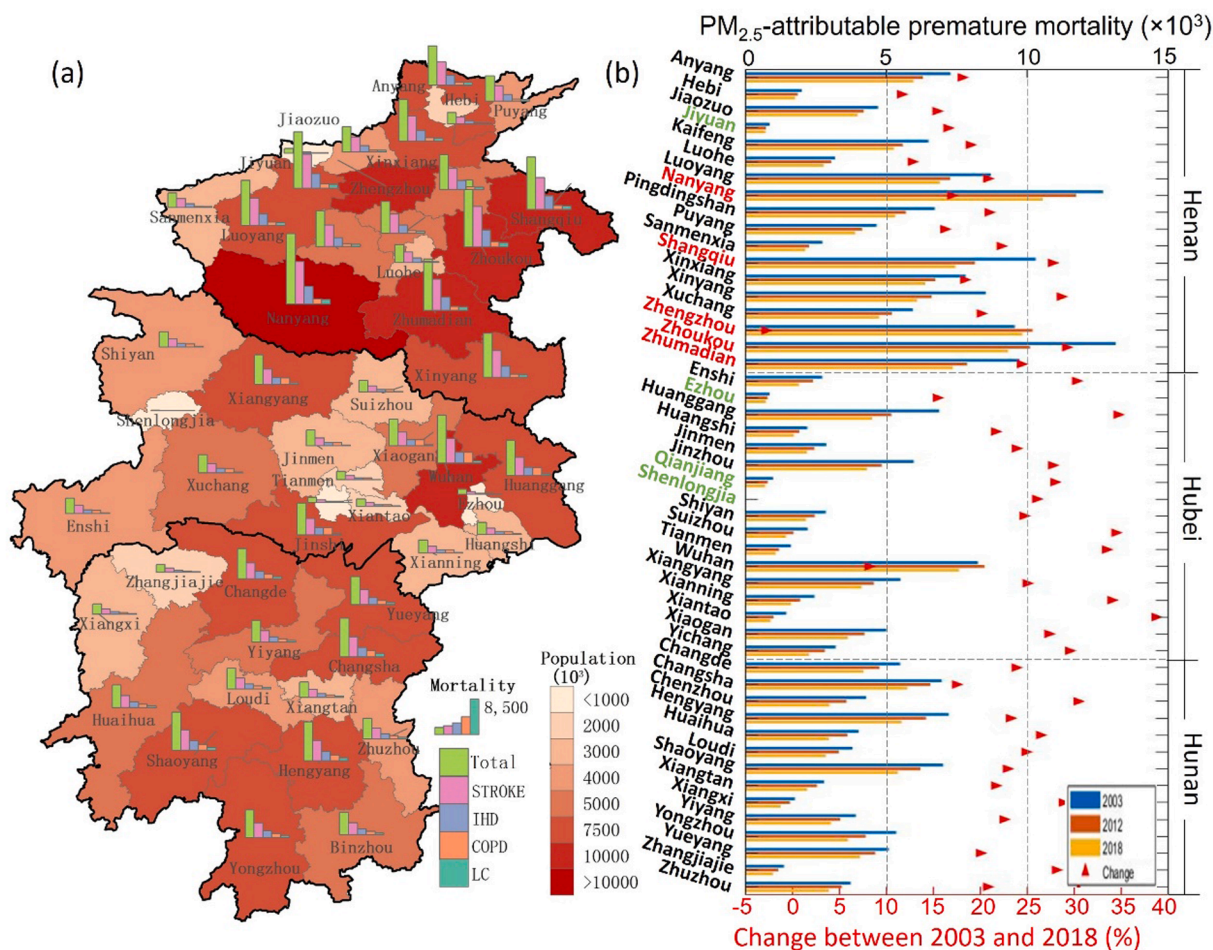 (a)
Anyang
Hebi
Puyang
Jiaozuo
Jiyuan
Xinxiang
Zhengzhou
Shangqiu
Sanmenxia
Luoyang
Zhoukou
Luohe
Nanyang
Zhumadian
Shiyan
Xinyang
Xiangyang
Suizhou
Shenlongjia
Jinmen
Xiaogan
Wuhan
Huanggang
Xuchang
Tianmen
Ezhou
Xiantao
Enshi
Jinshi
Huangshi
Xianning
Zhangjiajie
Changde
Yueyang
Xiangxi
Yiyang
Changsha
Loudi
Xiangtan
Huaihua
Zhuzhou
Shaoyang
Hengyang
Binzhou
Yongzhou
Mortality
8,500
Total
STROKE
IHD
COPD
LC
Population
(10³)
<1000
2000
3000
4000
5000
7500
10000
>10000
(b)
PM2.5-attributable premature mortality (×10³)
0 5 10 15
Anyang
Hebi
Jiaozuo
Jiyuan
Kaifeng
Luohe
Luoyang
Nanyang
Pingdingshan
Puyang
Sanmenxia
Shangqiu
Xinxiang
Xinyang
Xuchang
Zhengzhou
Zhoukou
Zhumadian
Enshi
Ezhou
Huanggang
Huangshi
Jinmen
Jinzhou
Qianjiang
Shenlongjia
Shiyan
Suizhou
Tianmen
Wuhan
Xiangyang
Xianning
Xiantao
Xiaogan
Yichang
Changde
Changsha
Chenzhou
Hengyang
Huaihua
Loudi
Shaoyang
Xiangtan
Xiangxi
Yiyang
Yongzhou
Yueyang
Zhangjiajie
Zhuzhou
Henan
Hubei
Hunan
2003
2012
2018
Change
-5 0 5 10 15 20 25 30 35 40
Change between 2003 and 2018 (%)